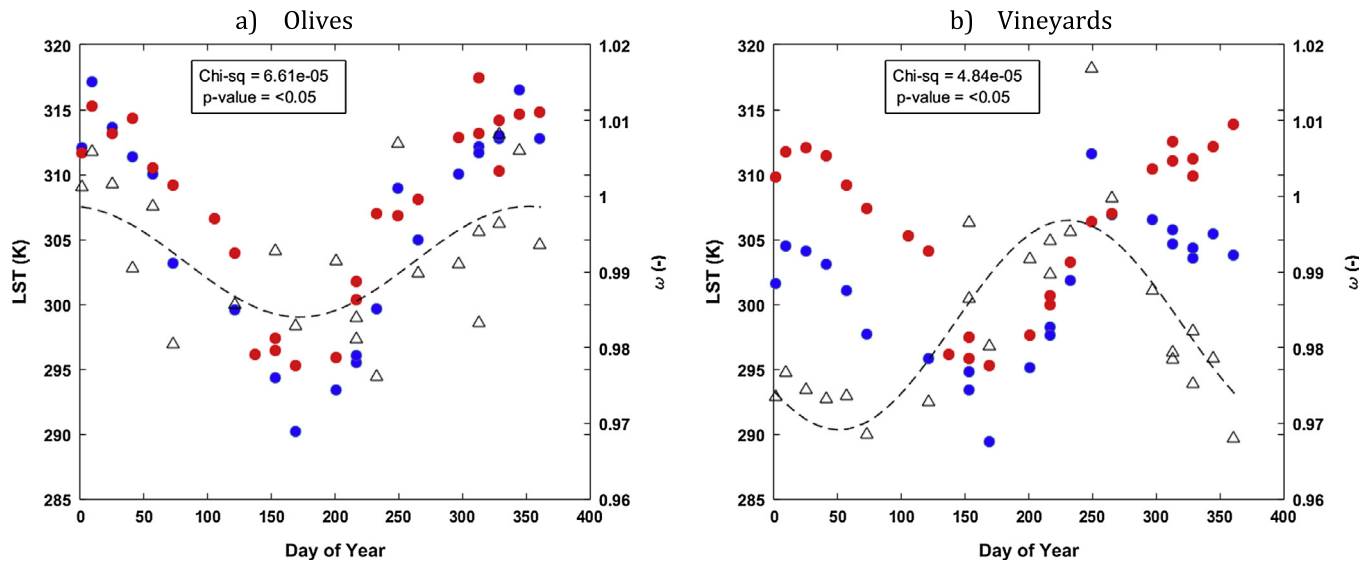 a) Olives
320
315
310
305
300
295
290
285
LST (K)
Chi-sq = 6.61e-05
p-value = <0.05
1.02
1.01
1
0.99
0.98
0.97
0.96
ω (-)
0 50 100 150 200 250 300 350 400
Day of Year
b) Vineyards
320
315
310
305
300
295
290
285
LST (K)
Chi-sq = 4.84e-05
p-value = <0.05
1.02
1.01
1
0.99
0.98
0.97
0.96
ω (-)
0 50 100 150 200 250 300 350 400
Day of Year